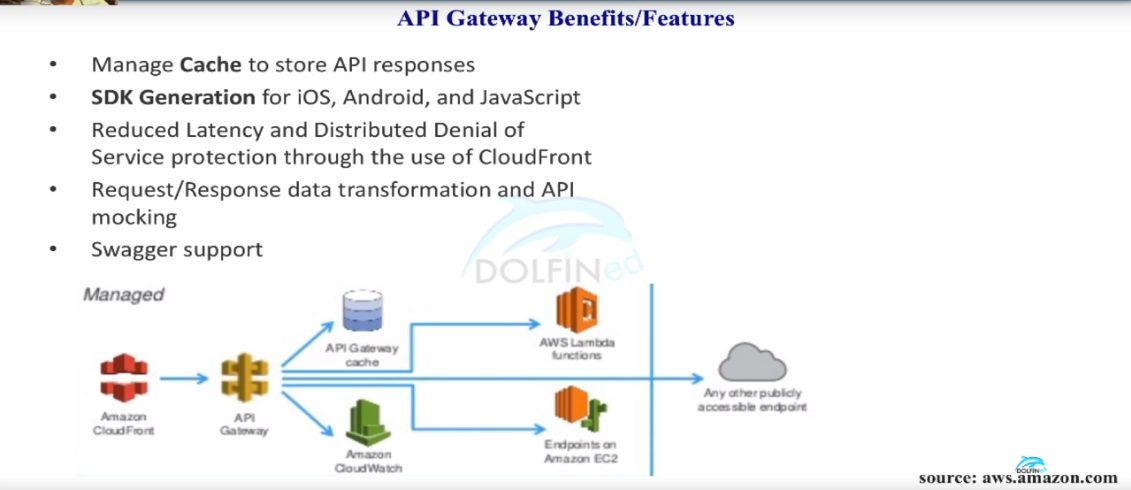 API Gateway Benefits/Features
• Manage Cache to store API responses
• SDK Generation for iOS, Android, and JavaScript
• Reduced Latency and Distributed Denial of
Service protection through the use of CloudFront
• Request/Response data transformation and API
mocking
• Swagger support
DOLFINed
Managed
API Gateway
cache
AWS Lambda
functions
Amazon
CloudFront
API
Gateway
Any other publicly
accessible endpoint
Amazon
CloudWatch
Endpoints on
Amazon EC2
DOLFIN
source: aws.amazon.com